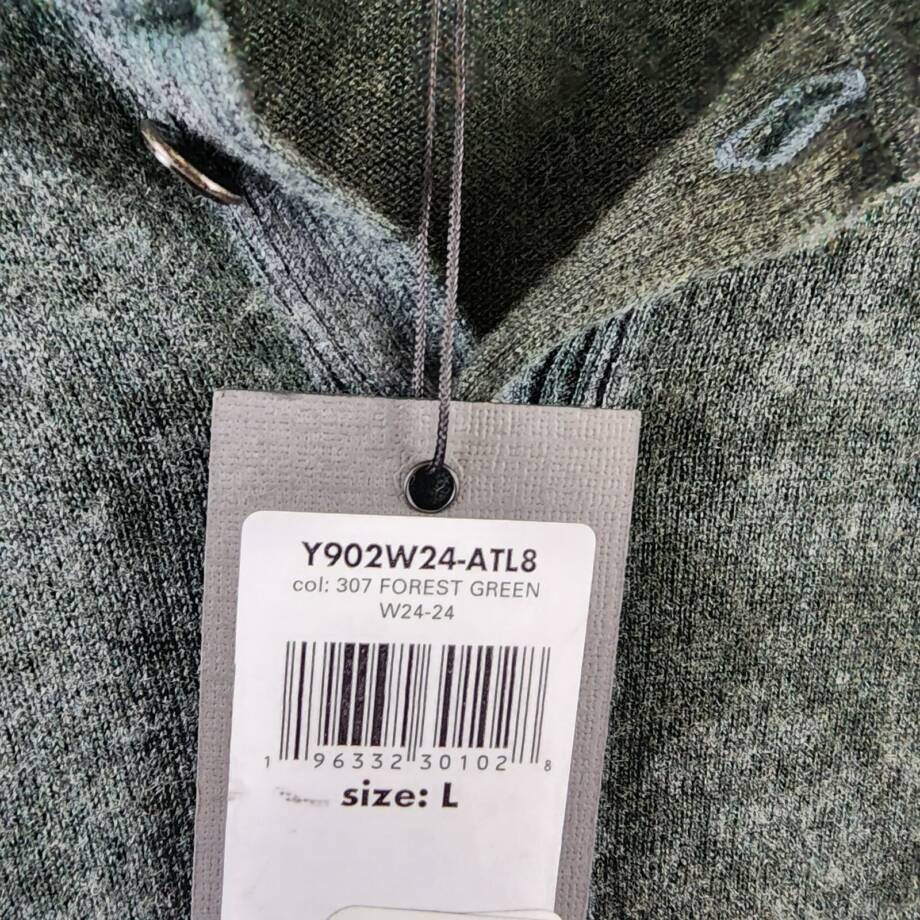 Y902W24-ATL8
col: 307 FOREST GREEN
W24-24
1 96332 30102 8
size: L